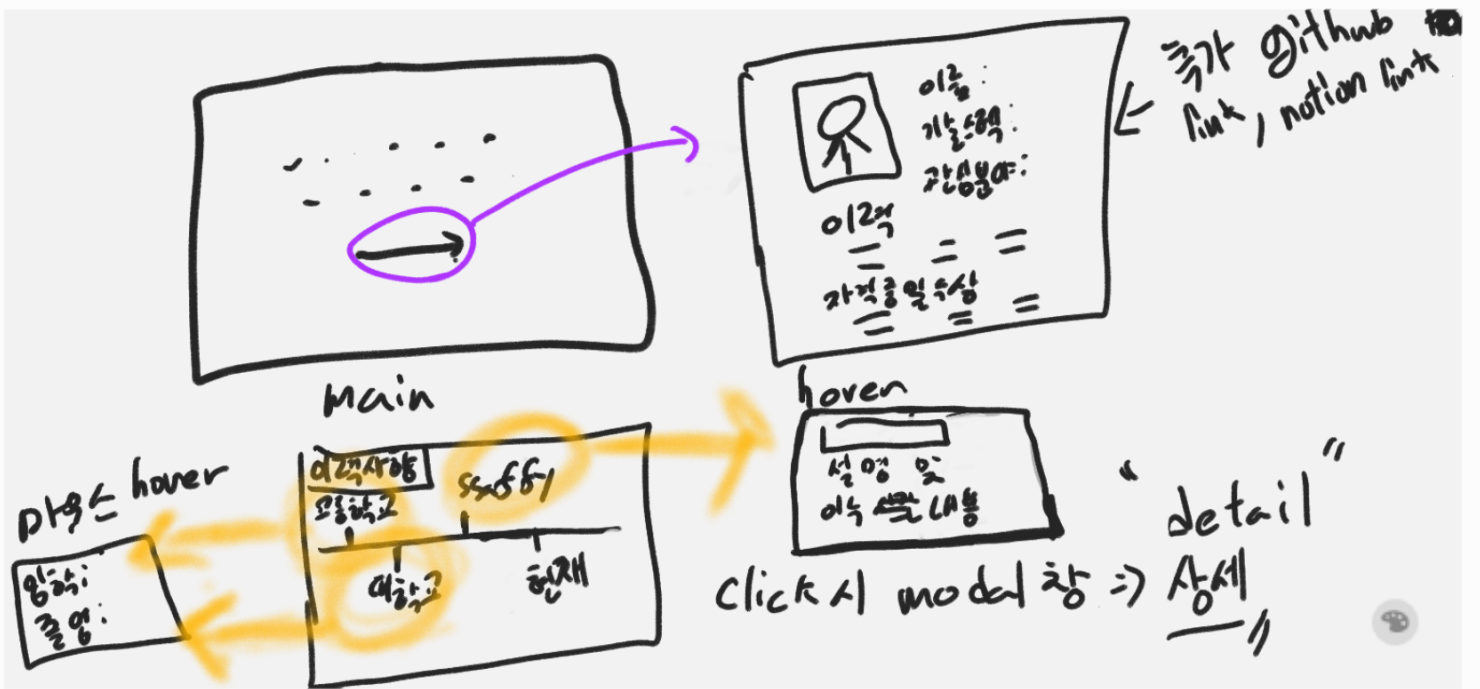 main
이름 :
기술스택 :
관심분야 :
이력
자격증 및 수상
추가 github
link, notion link
마우스 hover
입학 :
졸업 :
이력사항
고등학교
ssaffy
대학교
현재
hover
설명 및
이수 내용
click시 modal창 => 상세
"detail"